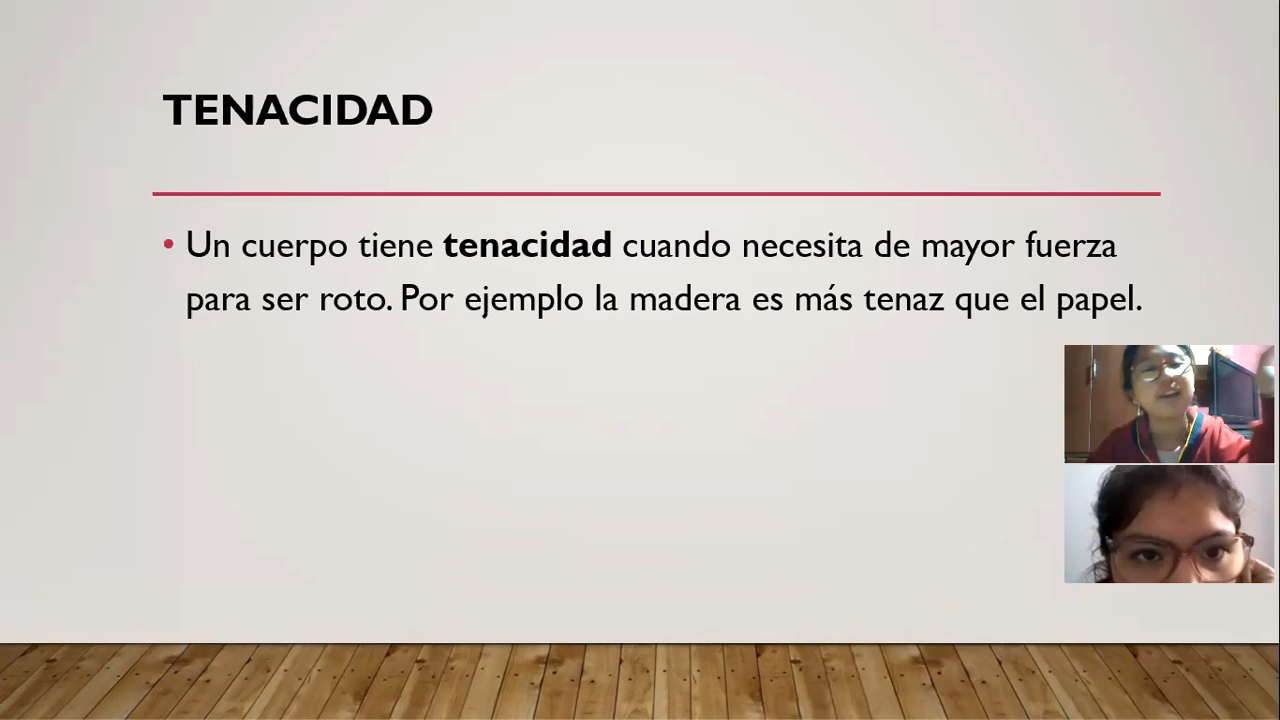 TENACIDAD
• Un cuerpo tiene tenacidad cuando necesita de mayor fuerza
para ser roto. Por ejemplo la madera es más tenaz que el papel.